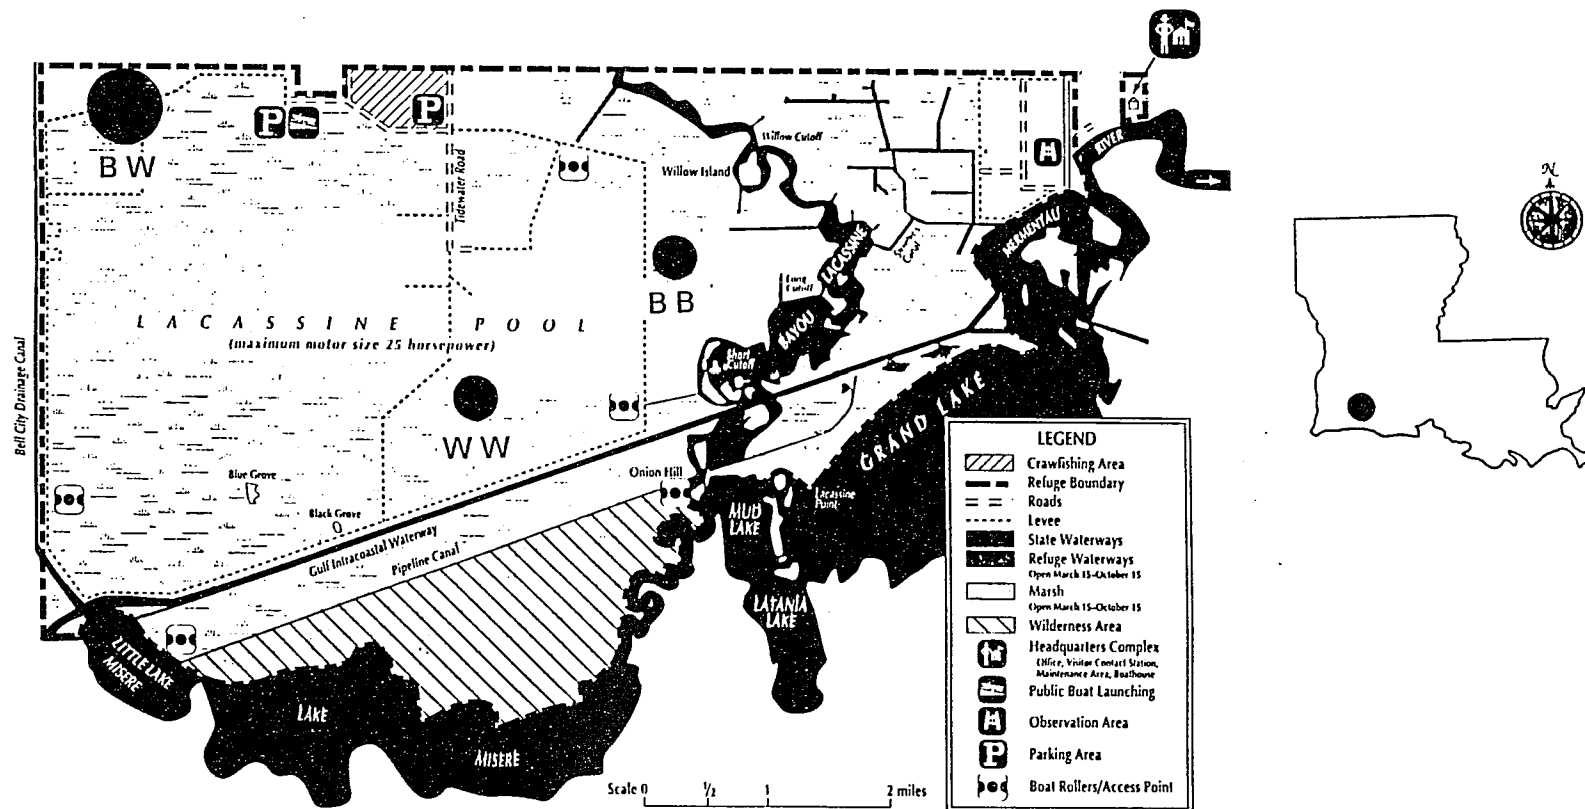 N
B W
P
P
Tidewater Road
Willow Cutoff
Willow Island
RIVER
MERMENTAU
LACASSINE
Long
Cutoff
BAYOU
B B
L A C A S S I N E P O O L
(maximum motor size 25 horsepower)
Short
Cutoff
GRAND LAKE
W W
Bell City Drainage Canal
Blue Grove
Black Grove
Onion Hill
Lacassine
Point
MUD
LAKE
Gulf Intracoastal Waterway
Pipeline Canal
LATANIA
LAKE
LITTLE LAKE
MISERE
LAKE
MISERE
LEGEND
Crawfishing Area
Refuge Boundary
Roads
Levee
State Waterways
Refuge Waterways
Open March 15-October 15
Marsh
Open March 15-October 15
Wilderness Area
Headquarters Complex
Office, Visitor Contact Station,
Maintenance Area, Boathouse
Public Boat Launching
Observation Area
P Parking Area
Boat Rollers/Access Point
Scale 0 1/2 1 2 miles